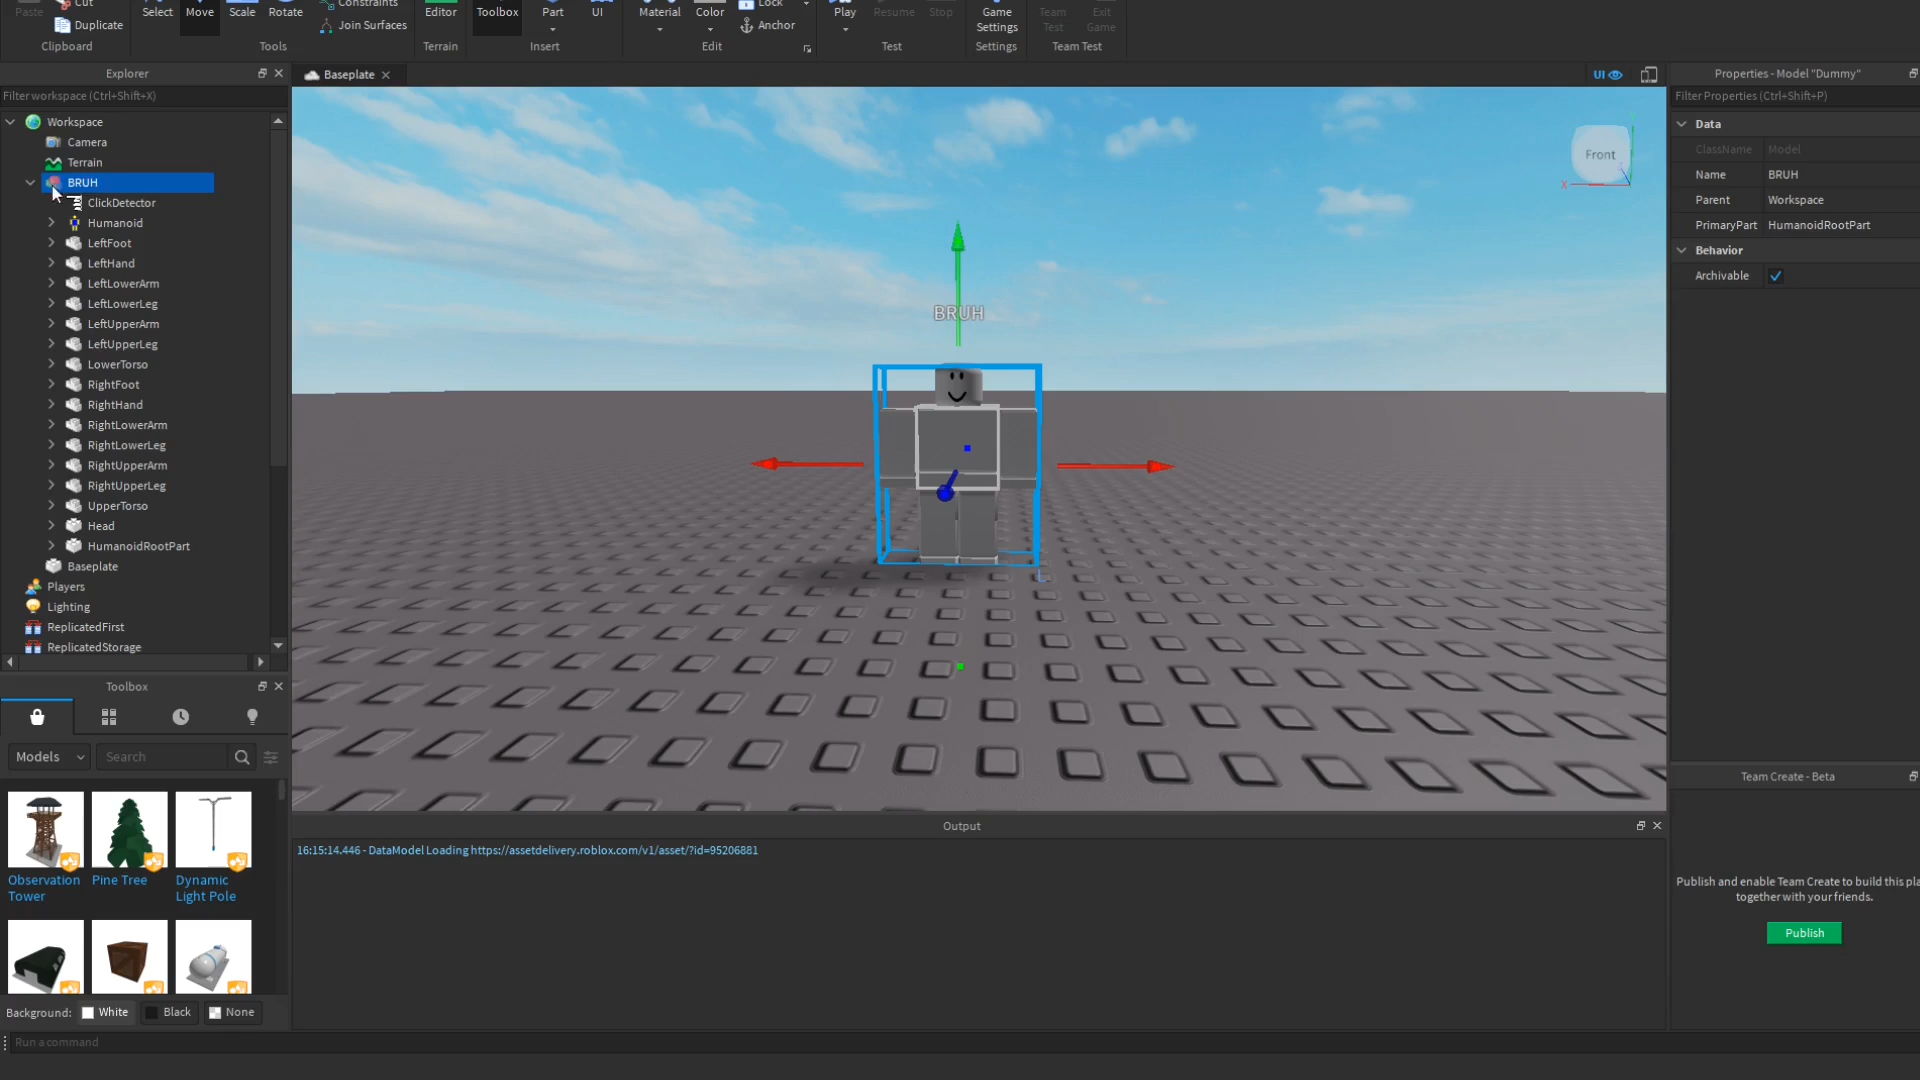 Cut
Constraints
Lock
Paste
Duplicate
Select
Move
Scale
Rotate
Join Surfaces
Editor
Toolbox
Part
UI
Material
Color
Anchor
Play
Resume
Stop
Game
Settings
Team
Test
Exit
Game
Clipboard
Tools
Terrain
Insert
Edit
Test
Settings
Team Test
Explorer
Baseplate
UI
Properties - Model "Dummy"
Filter workspace (Ctrl+Shift+X)
Filter Properties (Ctrl+Shift+P)
Workspace
Camera
Terrain
BRUH
ClickDetector
Humanoid
LeftFoot
LeftHand
LeftLowerArm
LeftLowerLeg
LeftUpperArm
LeftUpperLeg
LowerTorso
RightFoot
RightHand
RightLowerArm
RightLowerLeg
RightUpperArm
RightUpperLeg
UpperTorso
Head
HumanoidRootPart
Baseplate
Players
Lighting
ReplicatedFirst
ReplicatedStorage
Front
X
BRUH
Data
ClassName Model
Name BRUH
Parent Workspace
PrimaryPart HumanoidRootPart
Behavior
Archivable
Toolbox
Models
Search
Observation
Tower
Pine Tree
Dynamic
Light Pole
Background: White Black None
Output
16:15:14.446 - DataModel Loading https://assetdelivery.roblox.com/v1/asset/?id=95206881
Team Create - Beta
Publish and enable Team Create to build this pla
together with your friends.
Publish
Run a command